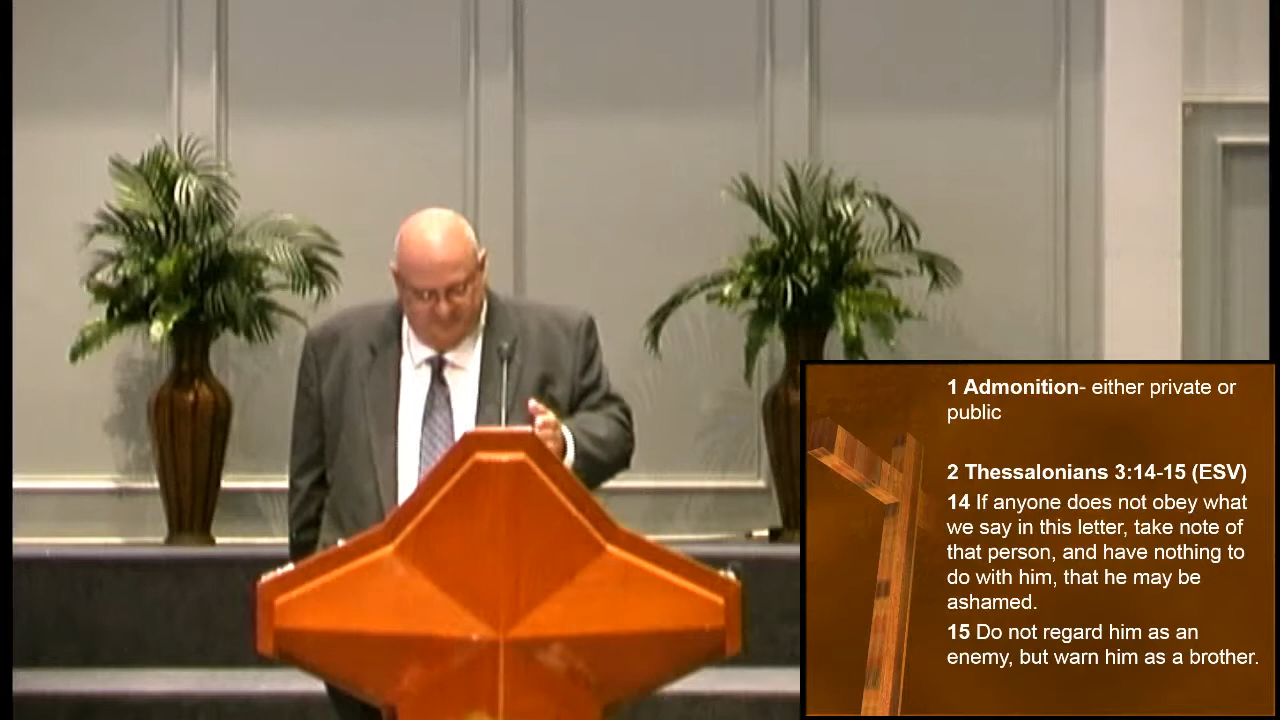 1 Admonition- either private or
public
2 Thessalonians 3:14-15 (ESV)
14 If anyone does not obey what
we say in this letter, take note of
that person, and have nothing to
do with him, that he may be
ashamed.
15 Do not regard him as an
enemy, but warn him as a brother.